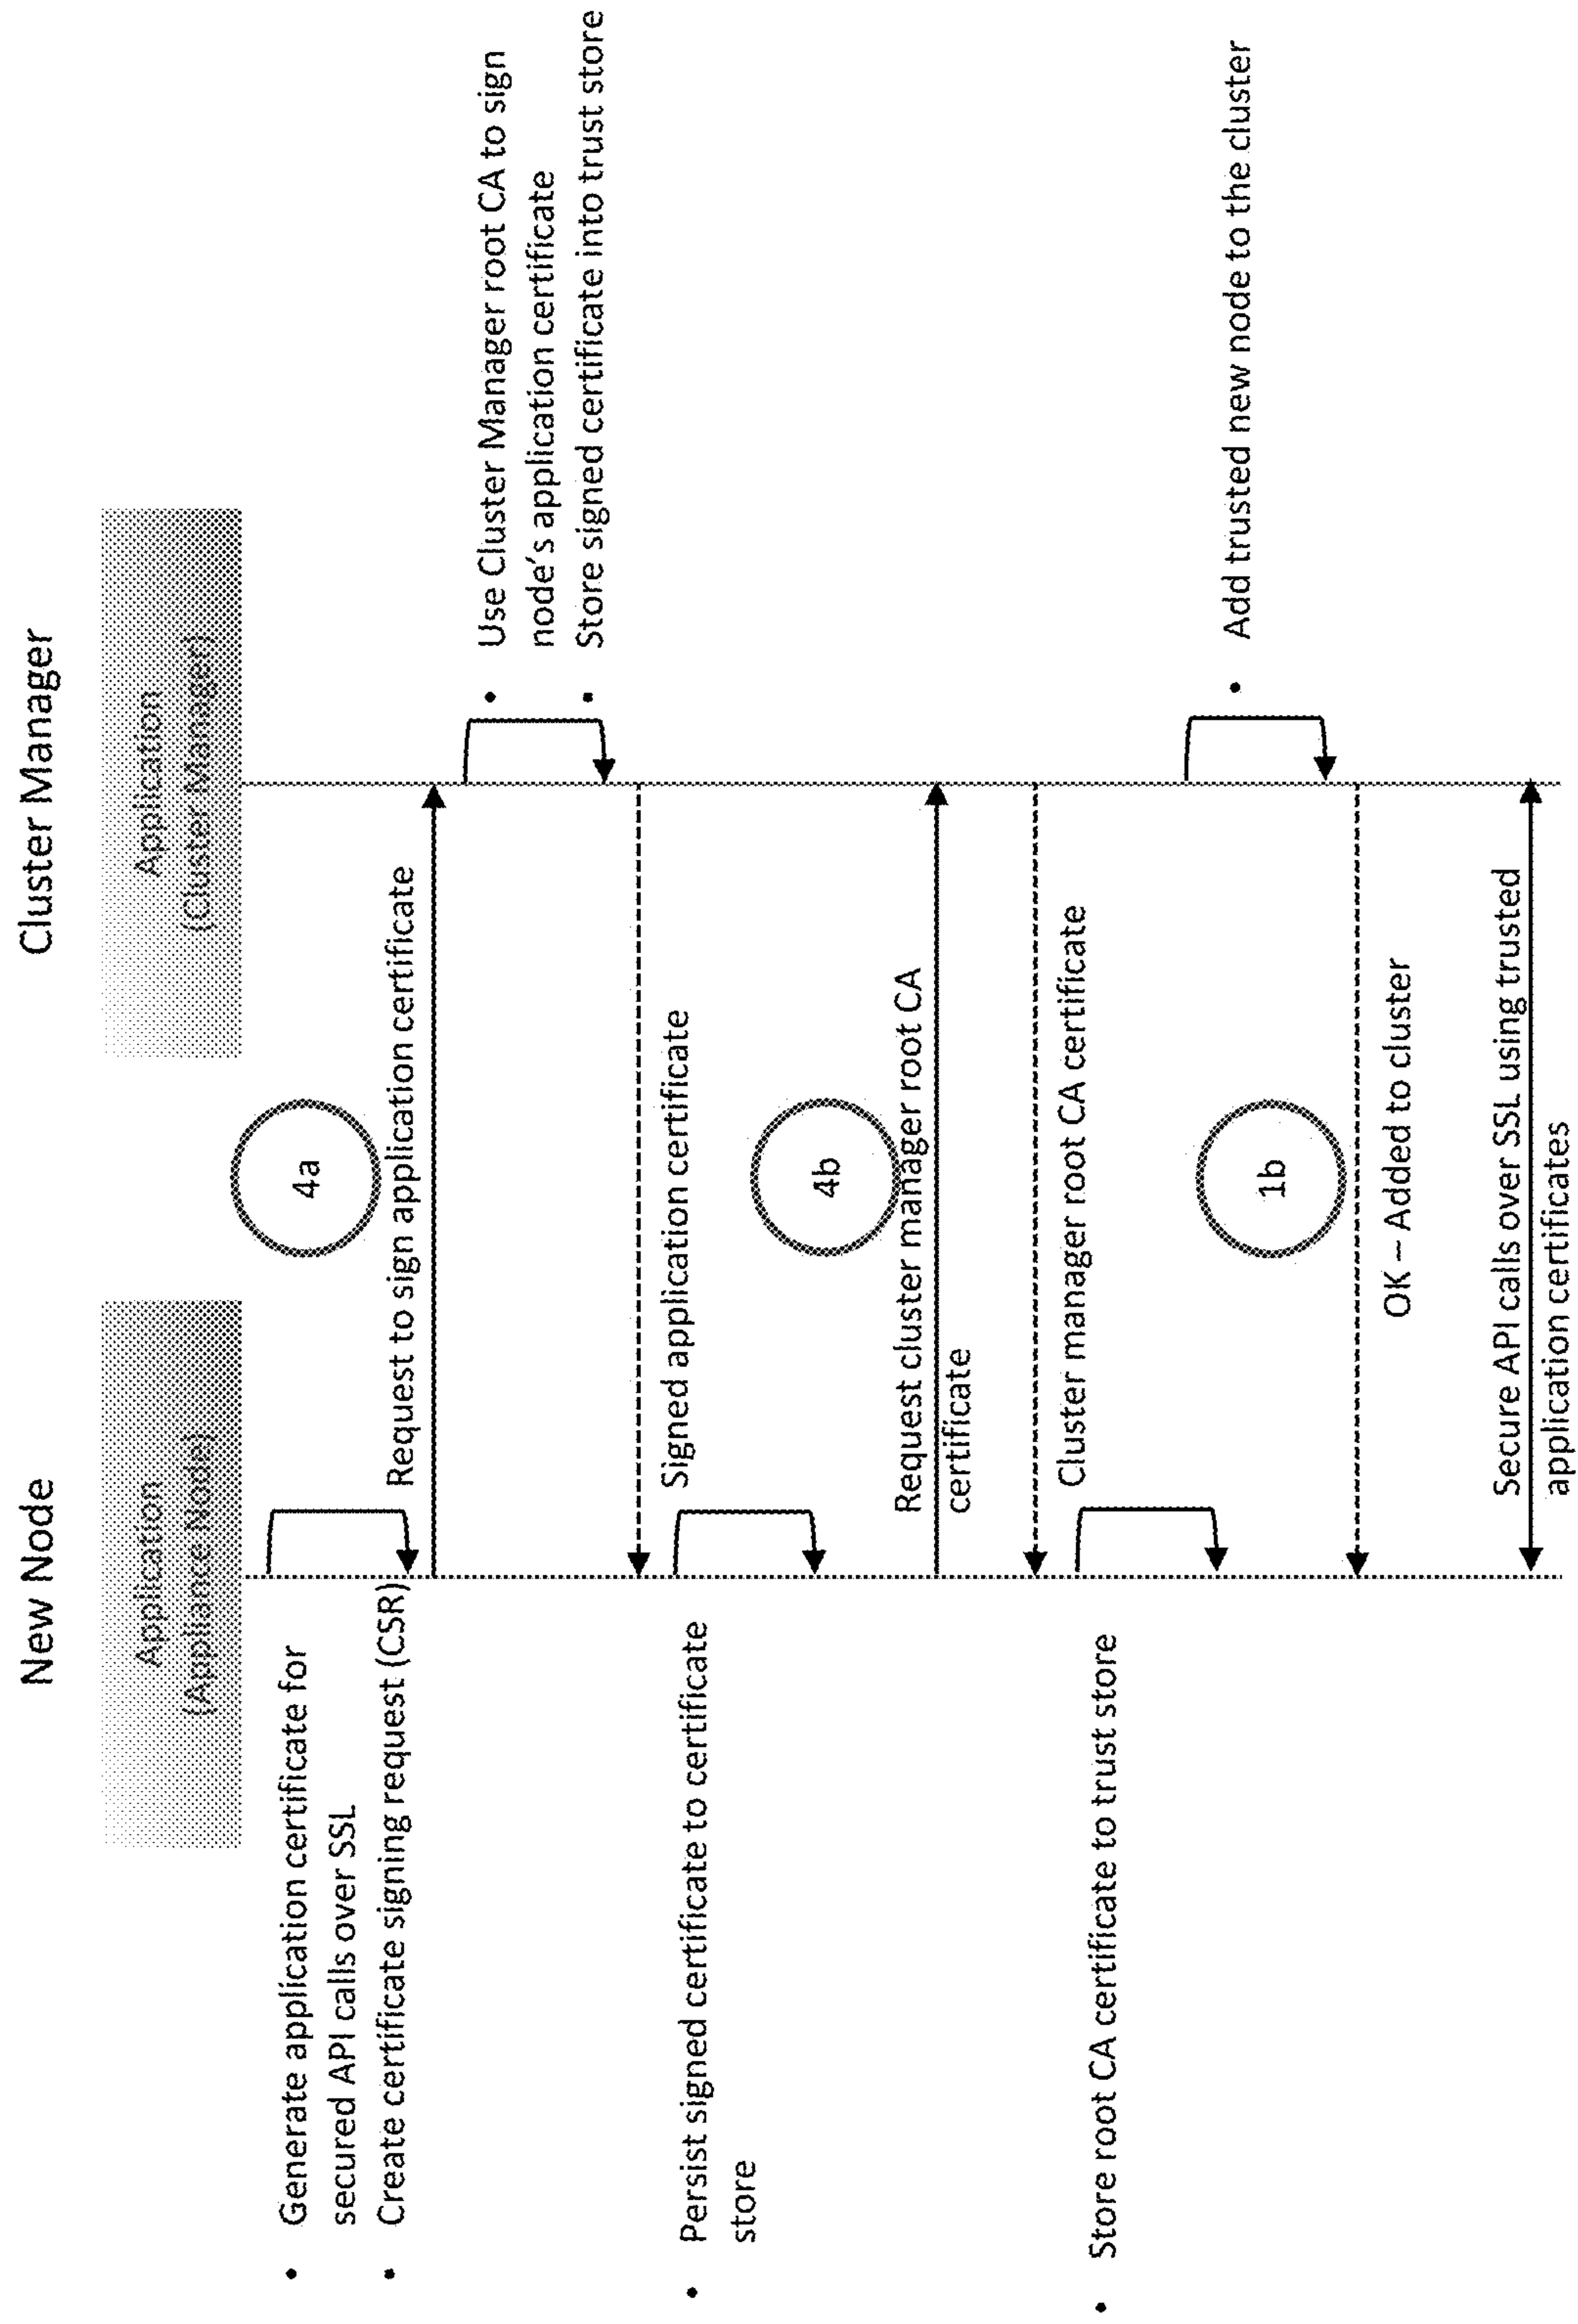 New Node
Cluster Manager
Application
(Appliance Node)
Application
(Cluster Manager)
• Generate application certificate for
secured API calls over SSL
• Create certificate signing request (CSR)
4a
Request to sign application certificate
• Use Cluster Manager root CA to sign
node's application certificate
• Store signed certificate into trust store
Signed application certificate
• Persist signed certificate to certificate
store
4b
Request cluster manager root CA
certificate
Cluster manager root CA certificate
• Store root CA certificate to trust store
1b
• Add trusted new node to the cluster
OK – Added to cluster
Secure API calls over SSL using trusted
application certificates